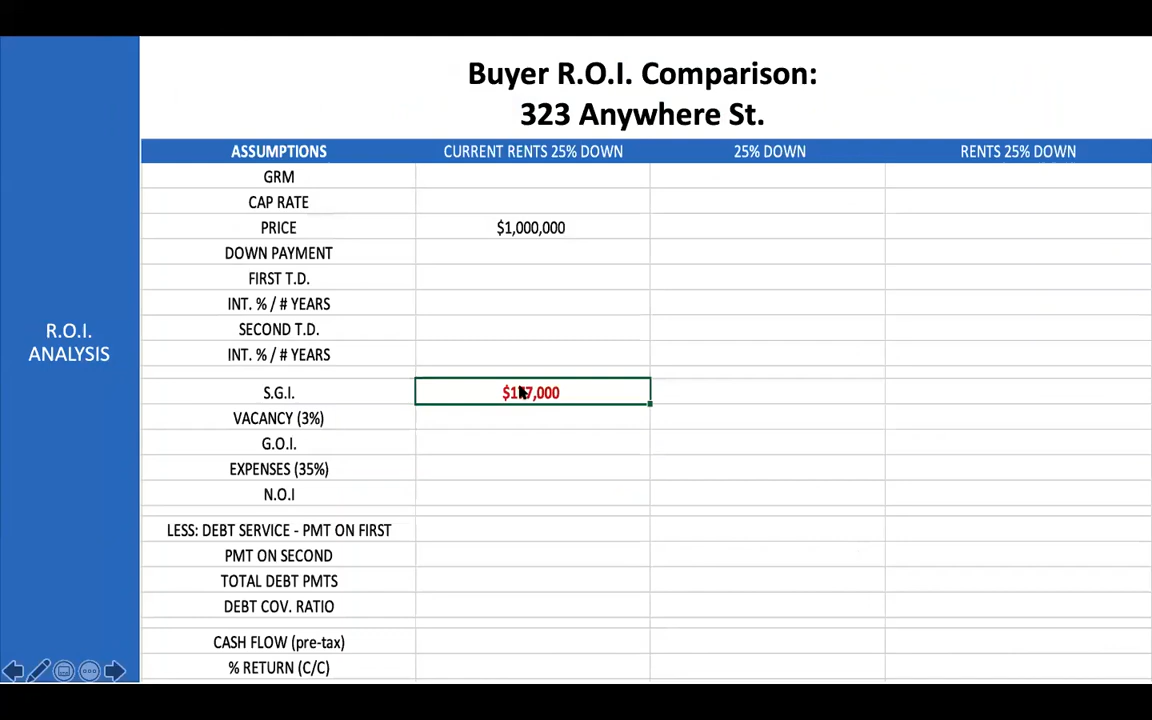 Buyer R.O.I. Comparison:
323 Anywhere St.
R.O.I.
ANALYSIS
ASSUMPTIONS CURRENT RENTS 25% DOWN 25% DOWN RENTS 25% DOWN
GRM
CAP RATE
PRICE $1,000,000
DOWN PAYMENT
FIRST T.D.
INT. % / # YEARS
SECOND T.D.
INT. % / # YEARS
S.G.I.
VACANCY (3%)
G.O.I.
EXPENSES (35%)
N.O.I
LESS: DEBT SERVICE - PMT ON FIRST
PMT ON SECOND
TOTAL DEBT PMTS
DEBT COV. RATIO
CASH FLOW (pre-tax)
% RETURN (C/C)